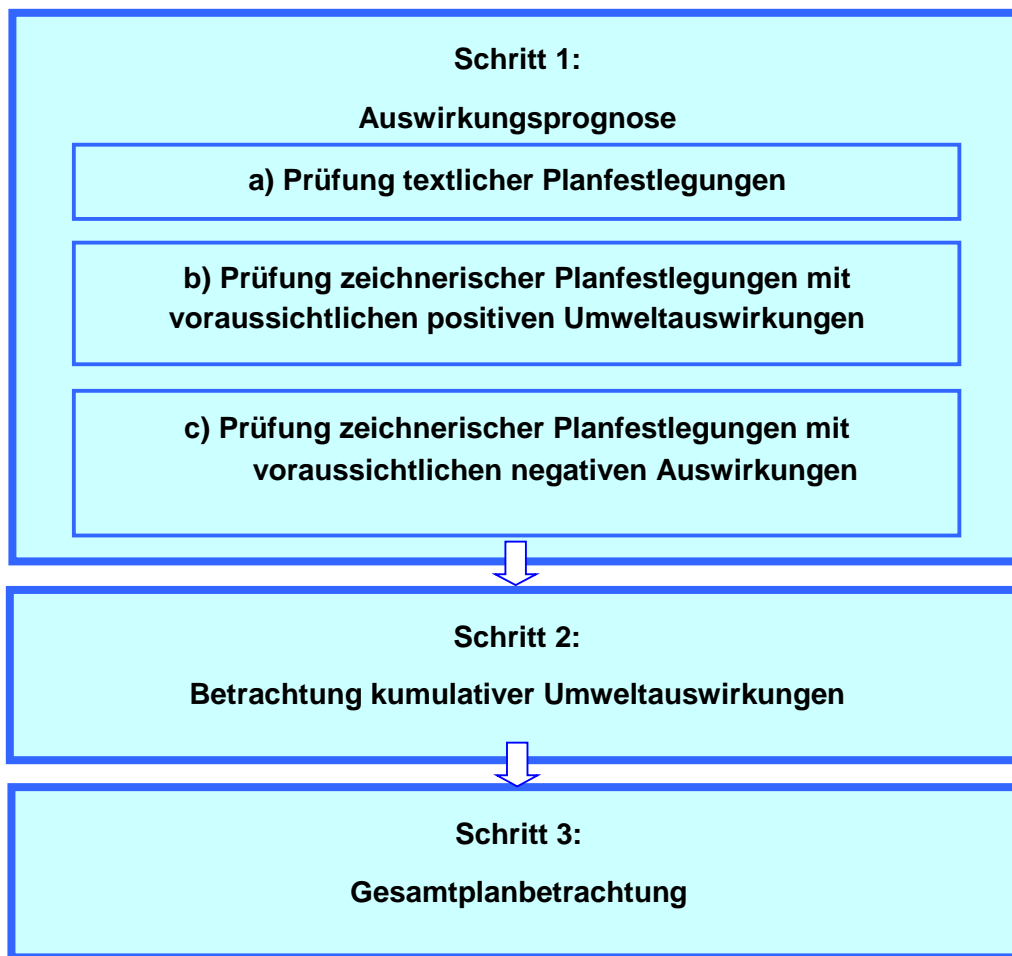 Schritt 1:
Auswirkungsprognose
a) Prüfung textlicher Planfestlegungen
b) Prüfung zeichnerischer Planfestlegungen mit
voraussichtlichen positiven Umweltauswirkungen
c) Prüfung zeichnerischer Planfestlegungen mit
voraussichtlichen negativen Auswirkungen
Schritt 2:
Betrachtung kumulativer Umweltauswirkungen
Schritt 3:
Gesamtplanbetrachtung